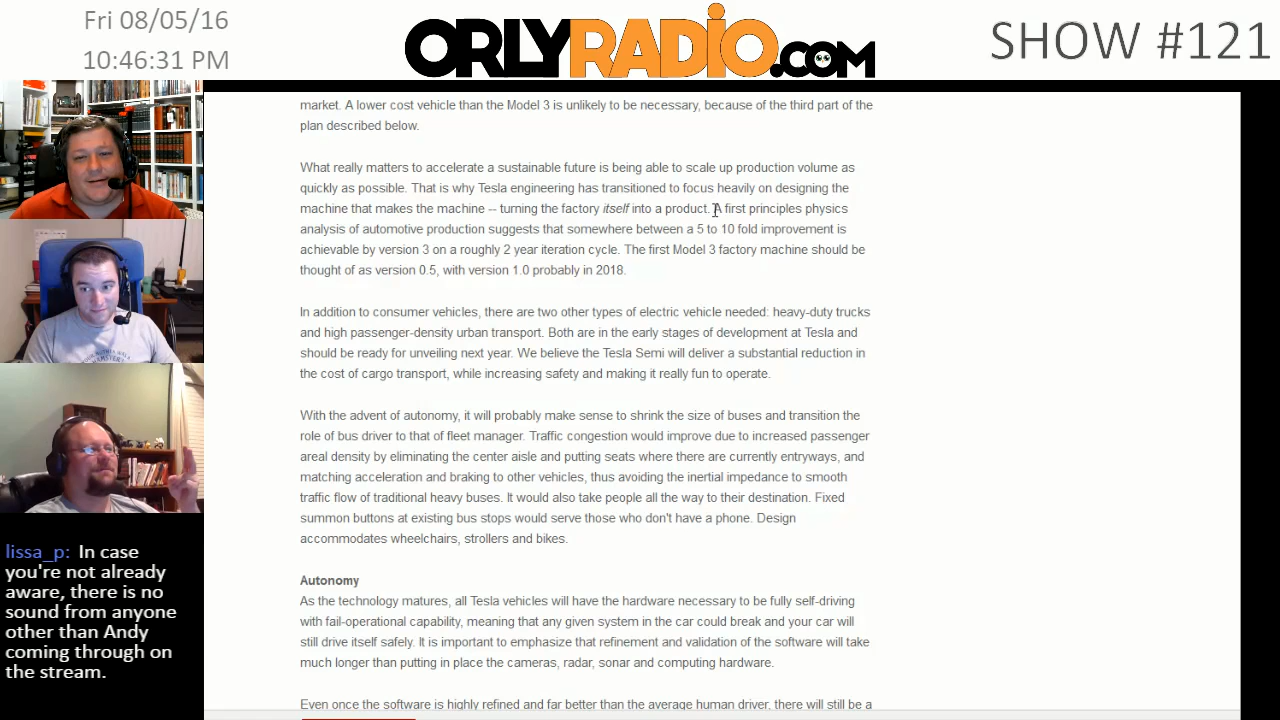 Fri 08/05/16
10:46:31 PM
ORLYRADIO.COM
SHOW #121
market. A lower cost vehicle than the Model 3 is unlikely to be necessary, because of the third part of the
plan described below.
What really matters to accelerate a sustainable future is being able to scale up production volume as
quickly as possible. That is why Tesla engineering has transitioned to focus heavily on designing the
machine that makes the machine -- turning the factory itself into a product. A first principles physics
analysis of automotive production suggests that somewhere between a 5 to 10 fold improvement is
achievable by version 3 on a roughly 2 year iteration cycle. The first Model 3 factory machine should be
thought of as version 0.5, with version 1.0 probably in 2018.
In addition to consumer vehicles, there are two other types of electric vehicle needed: heavy-duty trucks
and high passenger-density urban transport. Both are in the early stages of development at Tesla and
should be ready for unveiling next year. We believe the Tesla Semi will deliver a substantial reduction in
the cost of cargo transport, while increasing safety and making it really fun to operate.
With the advent of autonomy, it will probably make sense to shrink the size of buses and transition the
role of bus driver to that of fleet manager. Traffic congestion would improve due to increased passenger
areal density by eliminating the center aisle and putting seats where there are currently entryways, and
matching acceleration and braking to other vehicles, thus avoiding the inertial impedance to smooth
traffic flow of traditional heavy buses. It would also take people all the way to their destination. Fixed
summon buttons at existing bus stops would serve those who don't have a phone. Design
accommodates wheelchairs, strollers and bikes.
Autonomy
As the technology matures, all Tesla vehicles will have the hardware necessary to be fully self-driving
with fail-operational capability, meaning that any given system in the car could break and your car will
still drive itself safely. It is important to emphasize that refinement and validation of the software will take
much longer than putting in place the cameras, radar, sonar and computing hardware.
Even once the software is highly refined and far better than the average human driver, there will still be a
lissa_p: In case
you're not already
aware, there is no
sound from anyone
other than Andy
coming through on
the stream.